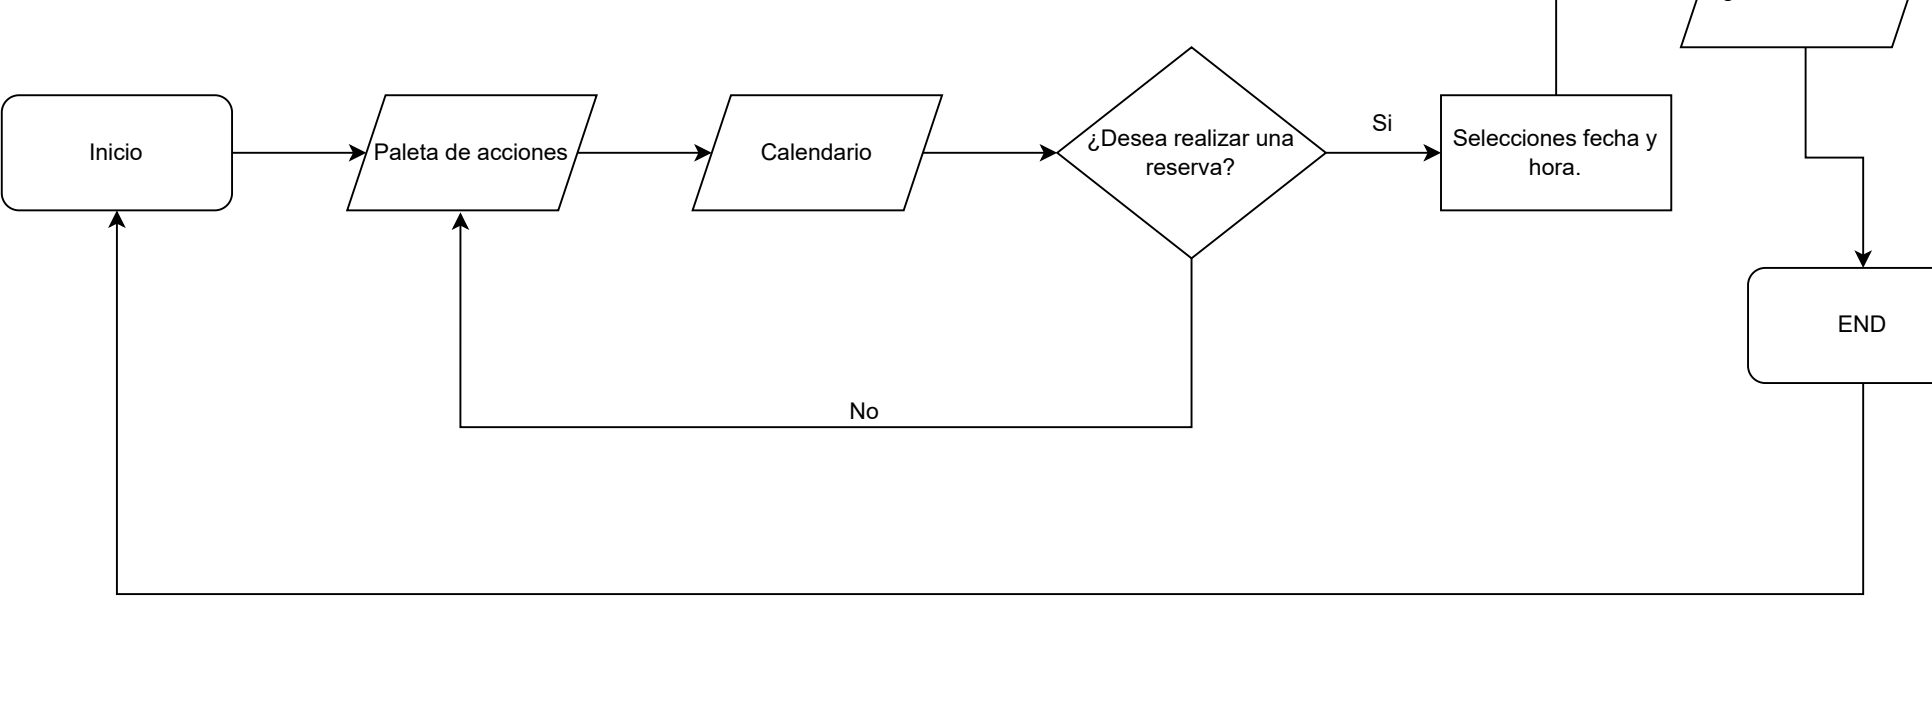 Inicio
Paleta de acciones
Calendario
¿Desea realizar una
reserva?
Si
Selecciones fecha y
hora.
No
END